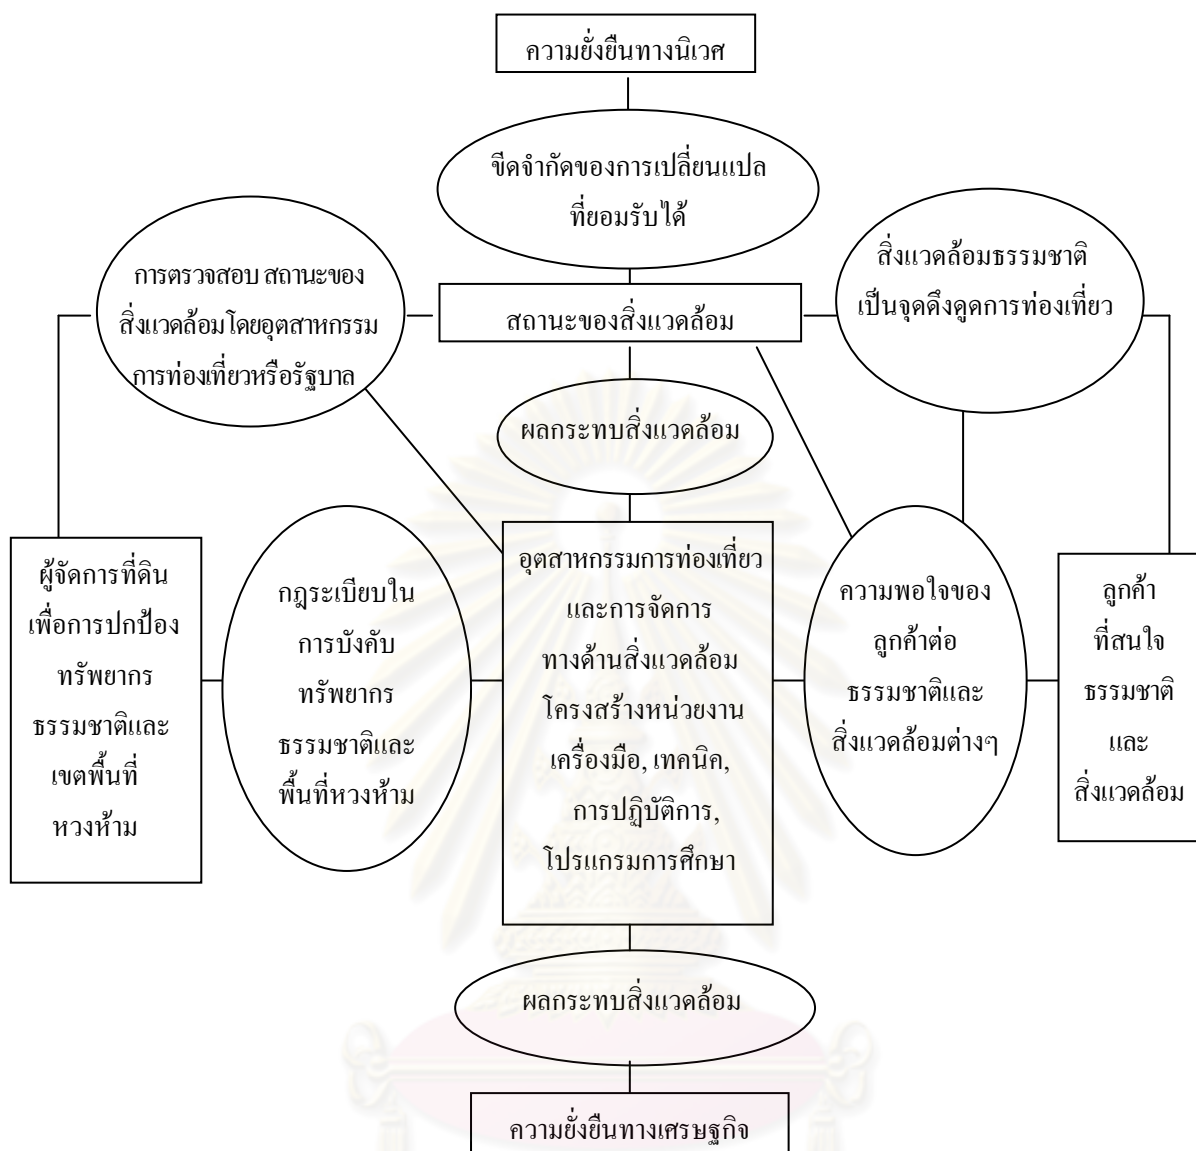 ความยั่งยืนทางนิเวศ
ขีดจำกัดของการเปลี่ยนแปล
ที่ยอมรับได้
การตรวจสอบ สถานะของ
สิ่งแวดล้อมโดยอุตสาหกรรม
การท่องเที่ยวหรือรัฐบาล
สถานะของสิ่งแวดล้อม
สิ่งแวดล้อมธรรมชาติ
เป็นจุดดึงดูดการท่องเที่ยว
ผลกระทบสิ่งแวดล้อม
ผู้จัดการที่ดิน
เพื่อการปกป้อง
ทรัพยากร
ธรรมชาติและ
เขตพื้นที่
หวงห้าม
กฎระเบียบใน
การบังคับ
ทรัพยากร
ธรรมชาติและ
พื้นที่หวงห้าม
อุตสาหกรรมการท่องเที่ยว
และการจัดการ
ทางด้านสิ่งแวดล้อม
โครงสร้างหน่วยงาน
เครื่องมือ, เทคนิค,
การปฏิบัติการ,
โปรแกรมการศึกษา
ความพอใจของ
ลูกค้าต่อ
ธรรมชาติและ
สิ่งแวดล้อมต่างๆ
ลูกค้า
ที่สนใจ
ธรรมชาติ
และ
สิ่งแวดล้อม
ผลกระทบสิ่งแวดล้อม
ความยั่งยืนทางเศรษฐกิจ